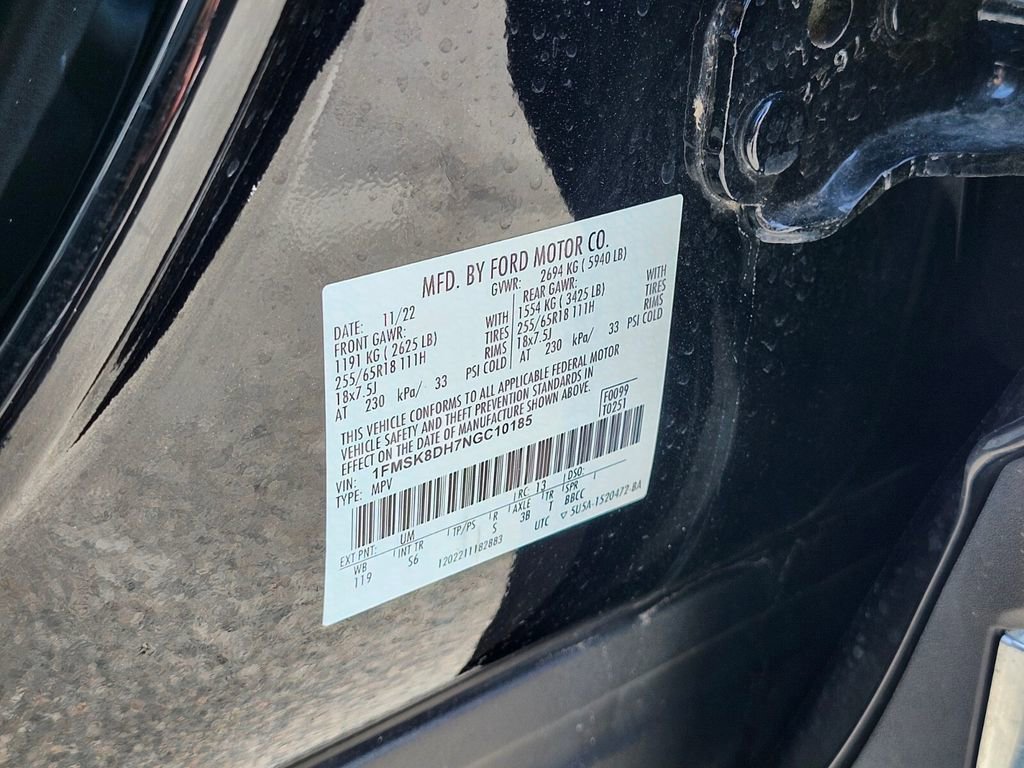 MFD. BY FORD MOTOR CO.
DATE: 11/22 GVWR: 2694 KG ( 5940 LB)
FRONT GAWR: REAR GAWR:
1191 KG ( 2625 LB) WITH 1554 KG ( 3425 LB) WITH
255/65R18 111H TIRES 255/65R18 111H TIRES
18x7.5J RIMS 18x7.5J RIMS
AT 230 kPa/ 33 PSI COLD AT 230 kPa/ 33 PSI COLD
THIS VEHICLE CONFORMS TO ALL APPLICABLE FEDERAL MOTOR
VEHICLE SAFETY AND THEFT PREVENTION STANDARDS IN
EFFECT ON THE DATE OF MANUFACTURE SHOWN ABOVE.
VIN: 1FMSK8DH7NGC10185 F0099
TYPE: MPV T0251
EXT PNT: UM RC: 13 DSO:
WB INT TR TP/PS R AXLE TR SPR
119 S6 S 3B T BBCC
1202211182883 UTC ▽ 5U5A-1520472-BA